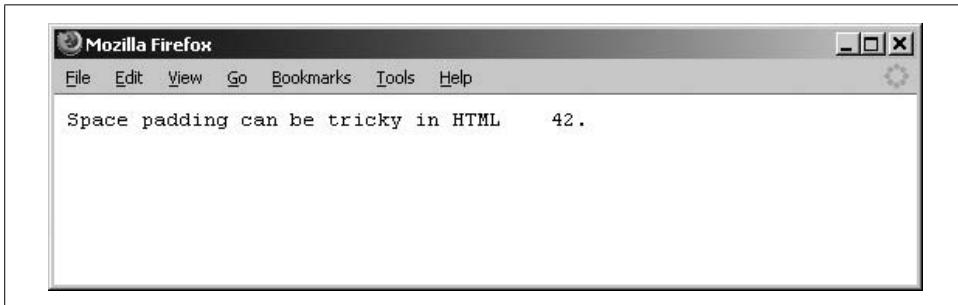 Mozilla Firefox
File Edit View Go Bookmarks Tools Help
Space padding can be tricky in HTML    42.